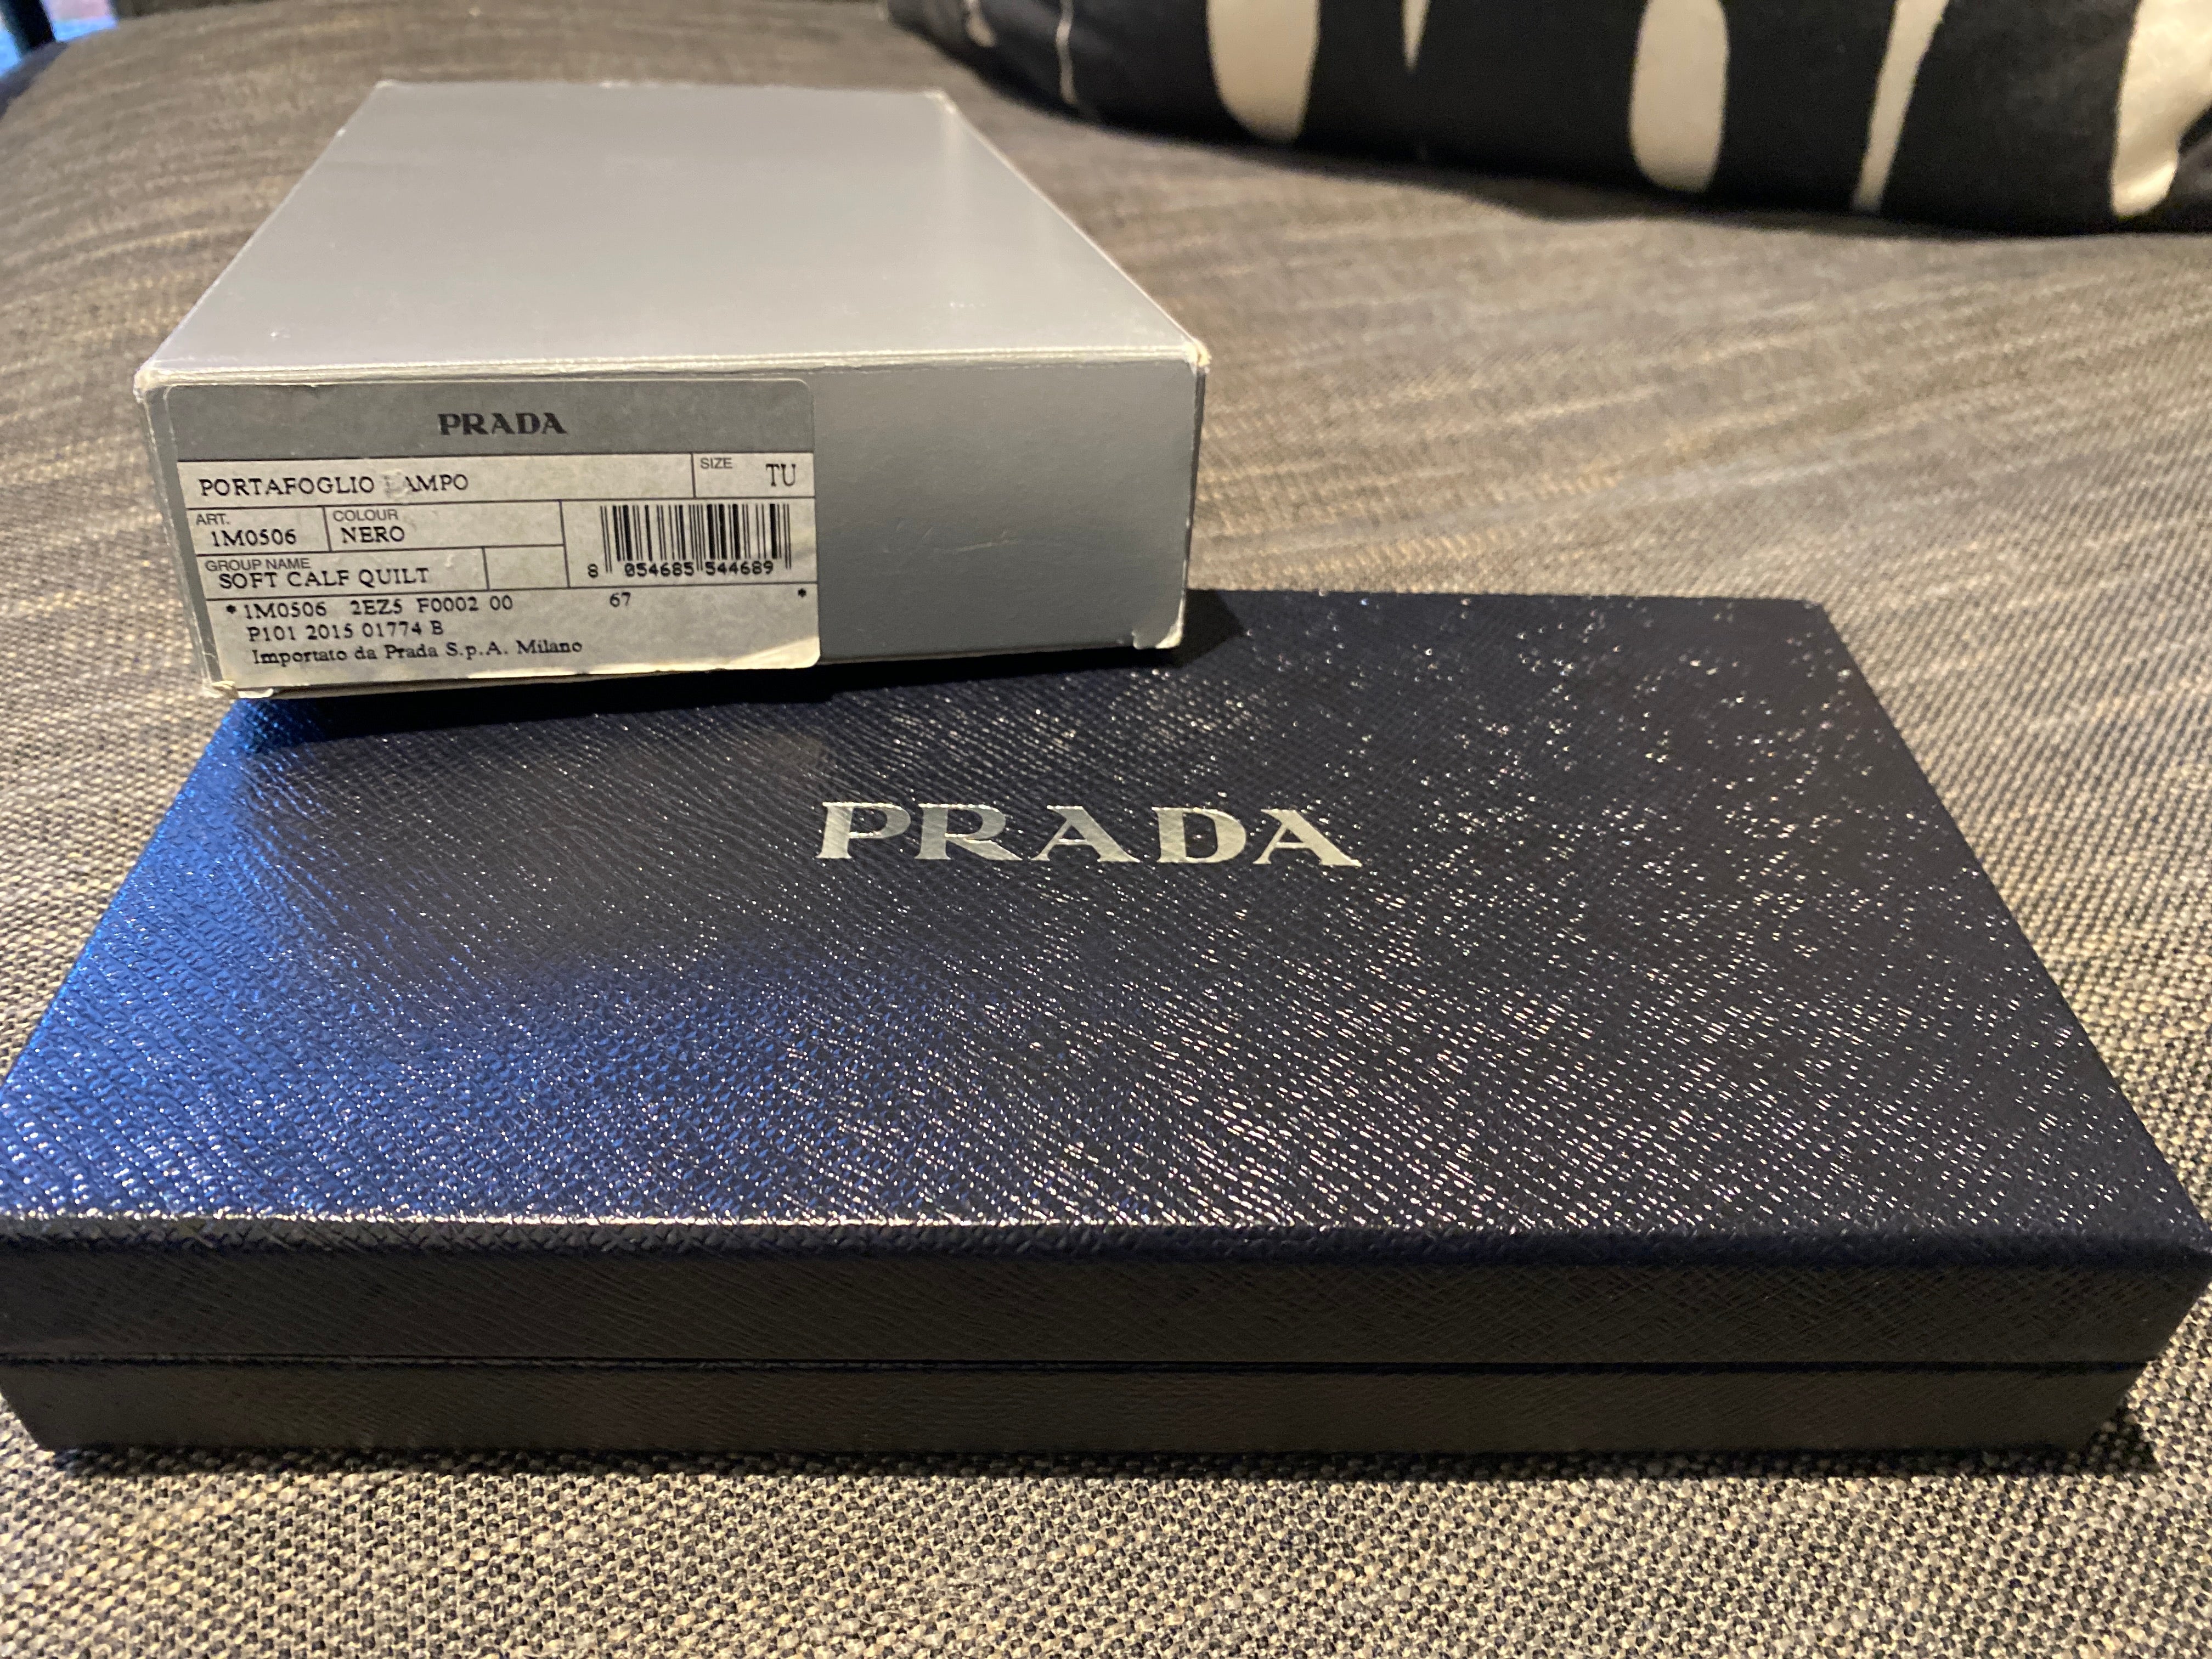 PRADA
PORTAFOGLIO LAMPO
SIZE
TU
ART.
1M0506
COLOUR
NERO
GROUP NAME
SOFT CALF QUILT
8 054685 544689
* 1M0506 2EZ5 F0002 00 67 *
P101 2015 01774 B
Importato da Prada S.p.A. Milano
PRADA